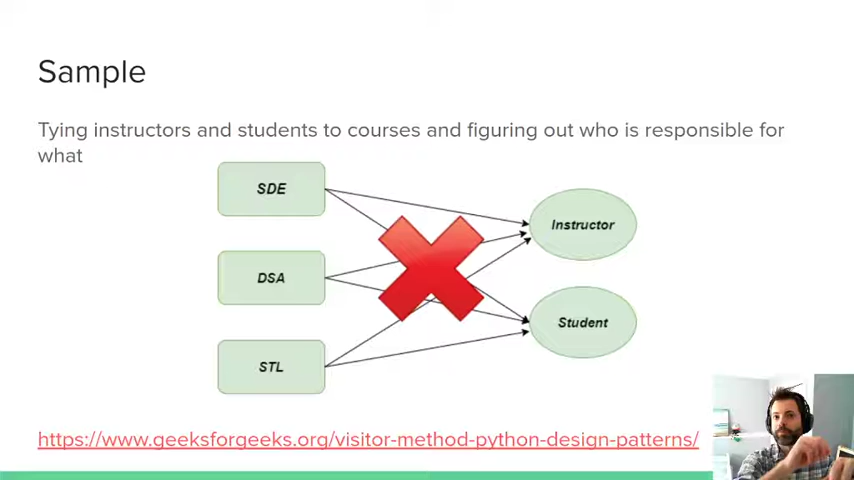 Sample
Tying instructors and students to courses and figuring out who is responsible for
what
SDE
Instructor
DSA
Student
STL
https://www.geeksforgeeks.org/visitor-method-python-design-patterns/